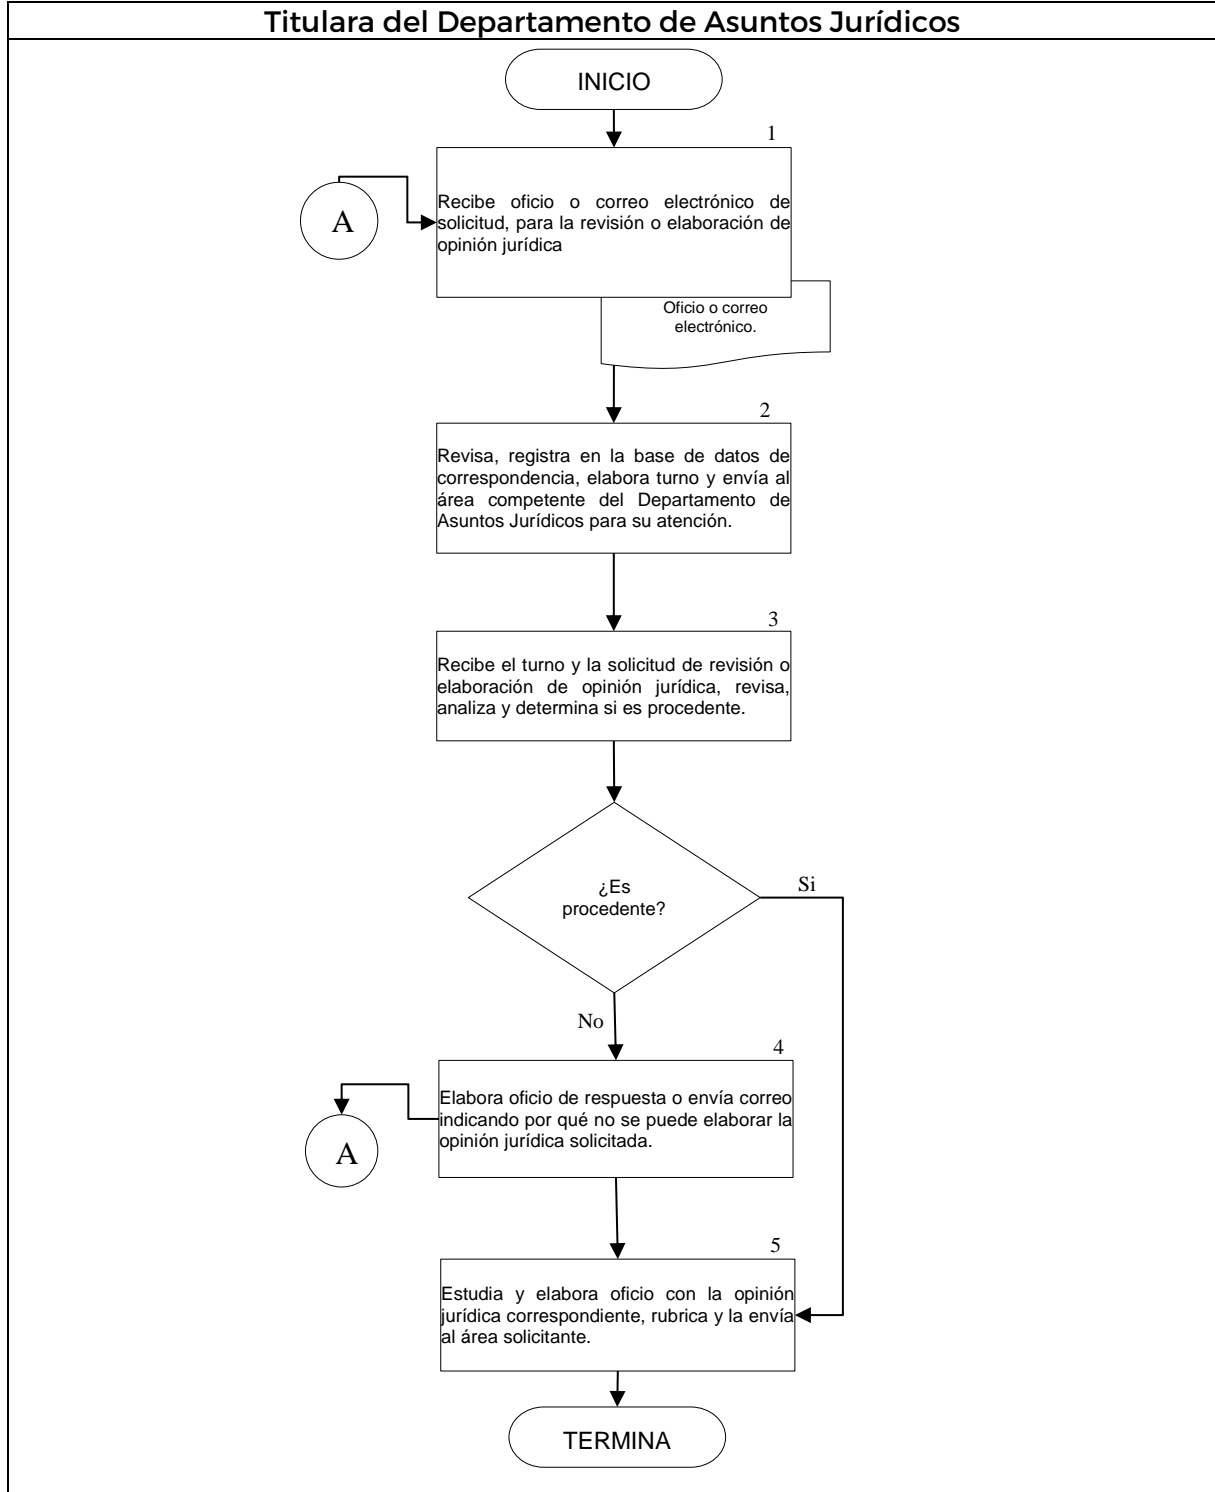 Titulara del Departamento de Asuntos Jurídicos
INICIO
1
A
Recibe oficio o correo electrónico de
solicitud, para la revisión o elaboración de
opinión jurídica
Oficio o correo
electrónico.
2
Revisa, registra en la base de datos de
correspondencia, elabora turno y envía al
área competente del Departamento de
Asuntos Jurídicos para su atención.
3
Recibe el turno y la solicitud de revisión o
elaboración de opinión jurídica, revisa,
analiza y determina si es procedente.
¿Es
procedente?
Si
No
4
Elabora oficio de respuesta o envía correo
indicando por qué no se puede elaborar la
opinión jurídica solicitada.
A
5
Estudia y elabora oficio con la opinión
jurídica correspondiente, rubrica y la envía
al área solicitante.
TERMINA